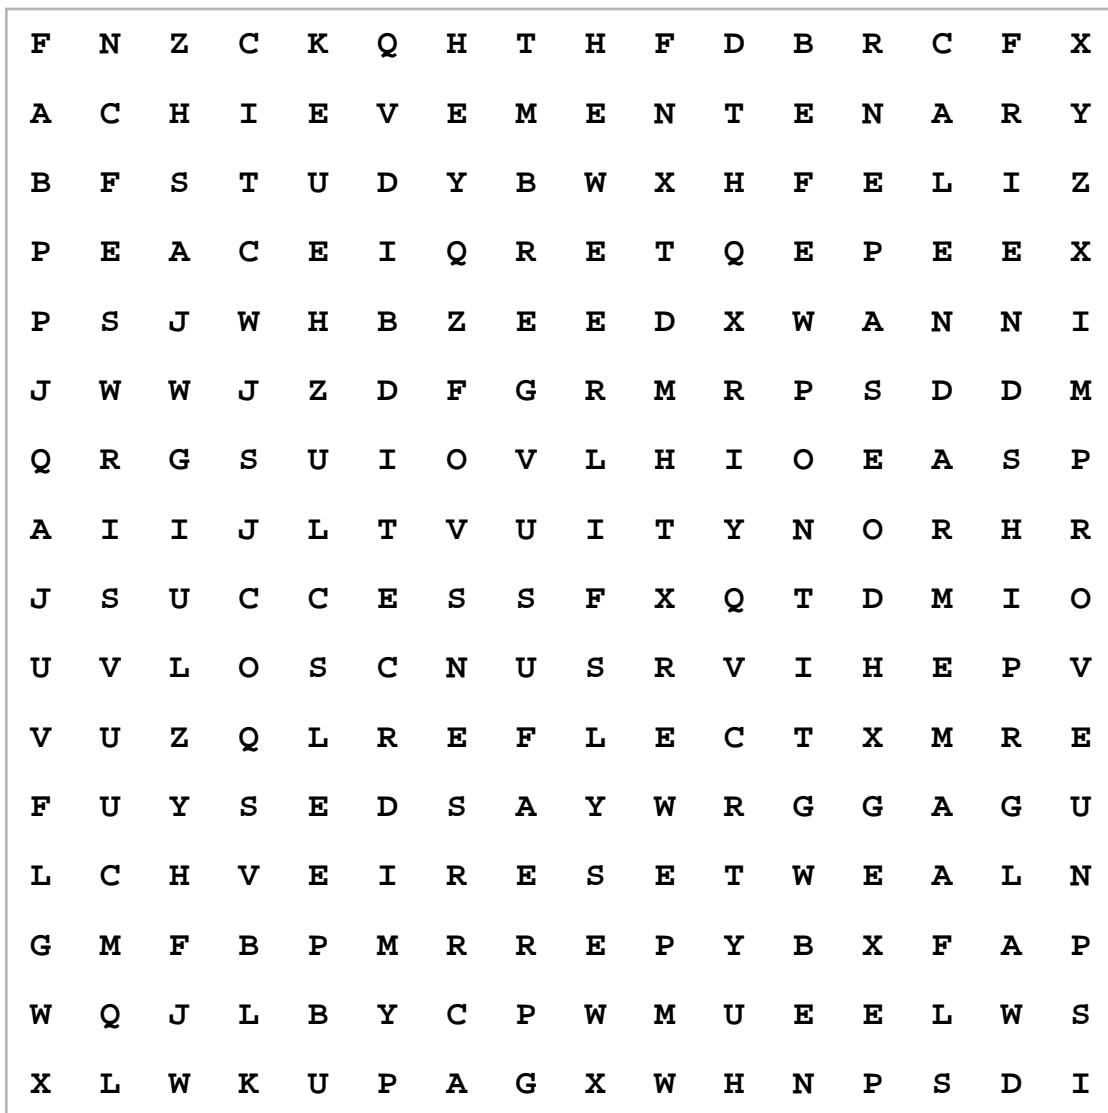 F N Z C K Q H T H F D B R C F X
A C H I E V E M E N T E N A R Y
B F S T U D Y B W X H F E L I Z
P E A C E I Q R E T Q E P E E X
P S J W H B Z E E D X W A N N I
J W W J Z D F G R M R P S D D M
Q R G S U I O V L H I O E A S P
A I I J L T V U I T Y N O R H R
J S U C C E S S F X Q T D M I O
U V L O S C N U S R V I H E P V
V U Z Q L R E F L E C T X M R E
F U Y S E D S A Y W R G G A G U
L C H V E I R E S E T W E A L N
G M F B P M R R E P Y B X F A P
W Q J L B Y C P W M U E E L W S
X L W K U P A G X W H N P S D I